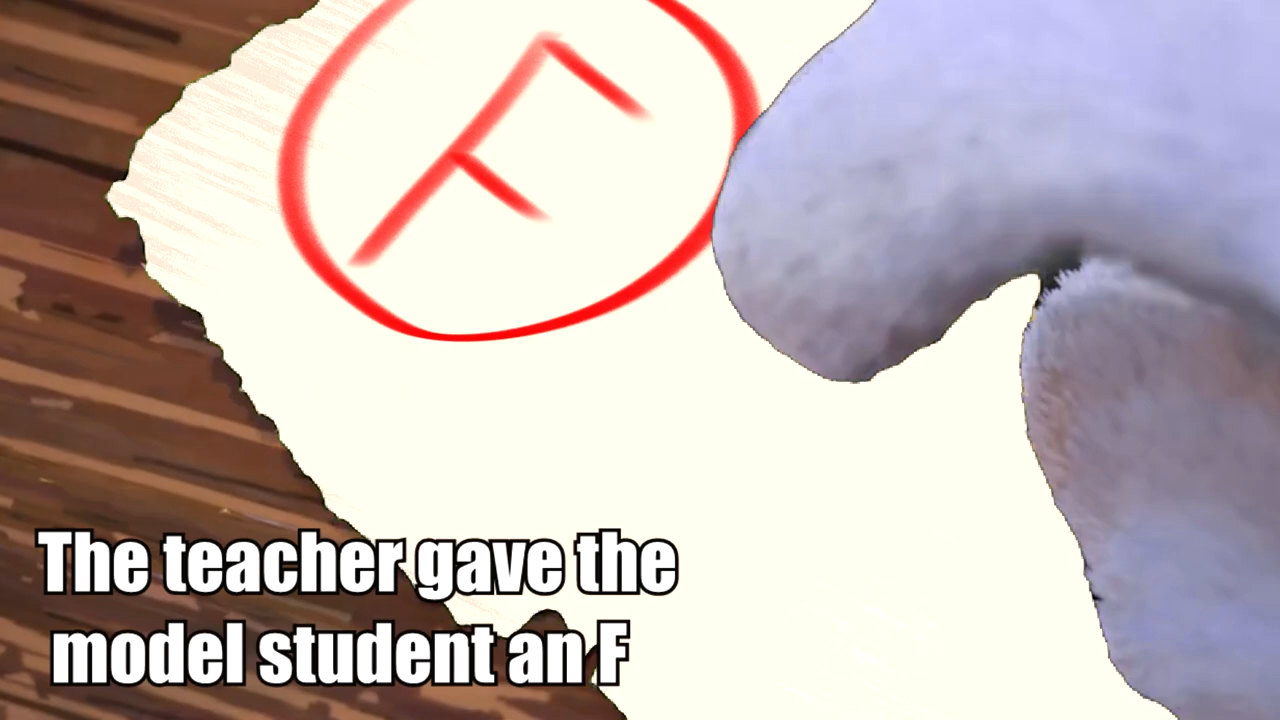 F
The teacher gave the
model student an F